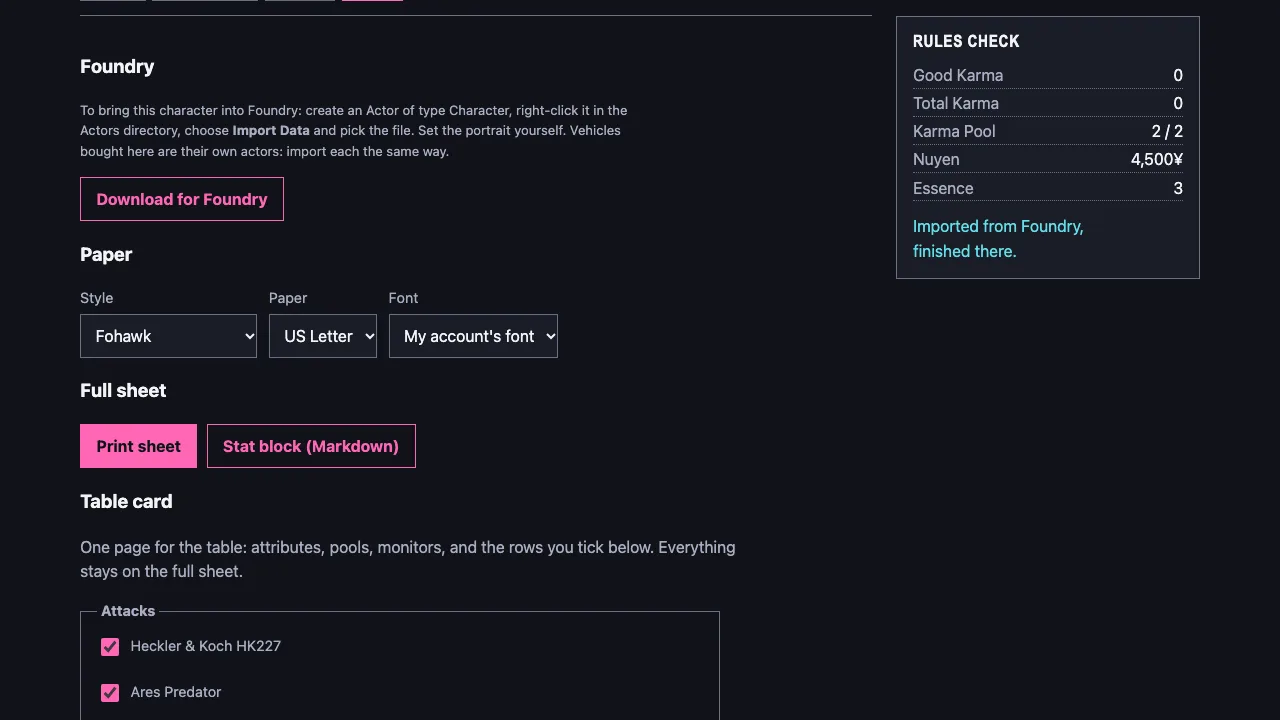 Foundry
To bring this character into Foundry: create an Actor of type Character, right-click it in the
Actors directory, choose Import Data and pick the file. Set the portrait yourself. Vehicles
bought here are their own actors: import each the same way.
Download for Foundry
Paper
Style
Paper
Font
Fohawk
US Letter
My account's font
Full sheet
Print sheet
Stat block (Markdown)
Table card
One page for the table: attributes, pools, monitors, and the rows you tick below. Everything
stays on the full sheet.
Attacks
Heckler & Koch HK227
Ares Predator
RULES CHECK
Good Karma 0
Total Karma 0
Karma Pool 2 / 2
Nuyen 4,500¥
Essence 3
Imported from Foundry,
finished there.